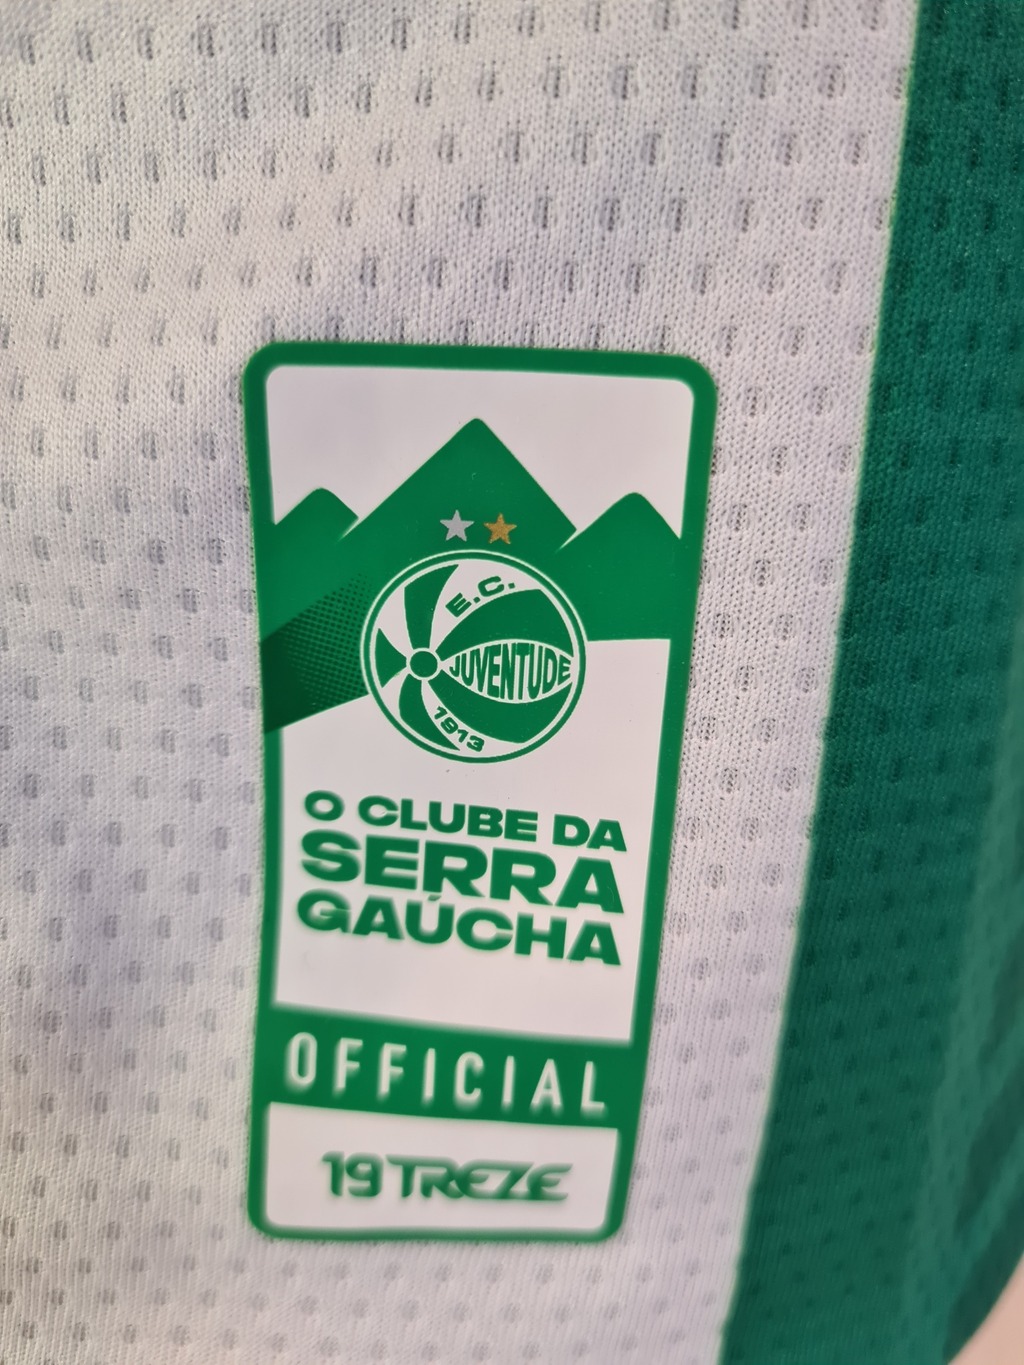 E.C.
JUVENTUDE
1913
O CLUBE DA
SERRA
GAÚCHA
OFFICIAL
19TREZE